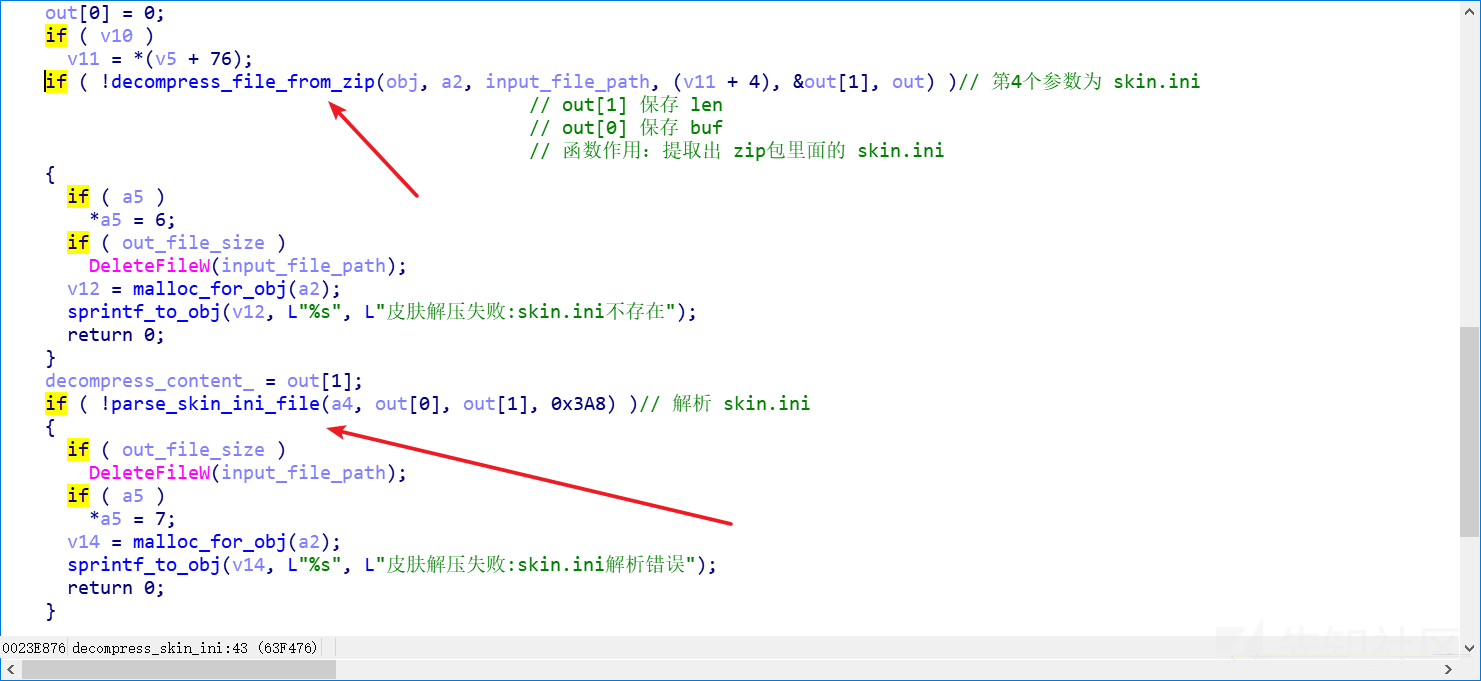 out[0] = 0;
if ( v10 )
v11 = *(v5 + 76);
if ( !decompress_file_from_zip(obj, a2, input_file_path, (v11 + 4), &out[1], out) )// 第4个参数为 skin.ini
// out[1] 保存 len
// out[0] 保存 buf
// 函数作用：提取出 zip包里面的 skin.ini
{
if ( a5 )
*a5 = 6;
if ( out_file_size )
DeleteFileW(input_file_path);
v12 = malloc_for_obj(a2);
sprintf_to_obj(v12, L"%s", L"皮肤解压失败:skin.ini不存在");
return 0;
}
decompress_content_ = out[1];
if ( !parse_skin_ini_file(a4, out[0], out[1], 0x3A8) )// 解析 skin.ini
{
if ( out_file_size )
DeleteFileW(input_file_path);
if ( a5 )
*a5 = 7;
v14 = malloc_for_obj(a2);
sprintf_to_obj(v14, L"%s", L"皮肤解压失败:skin.ini解析错误");
return 0;
}
0023E876 decompress_skin_ini:43 (63F476)